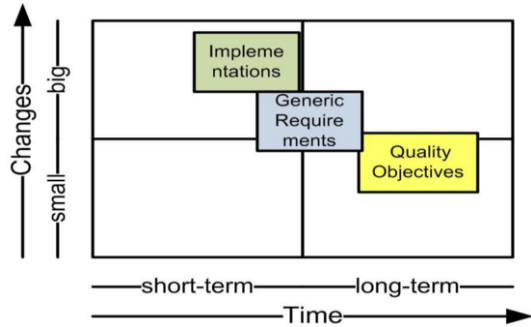 Changes
big
small
Impleme
ntations
Generic
Require
ments
Quality
Objectives
short-term
long-term
Time